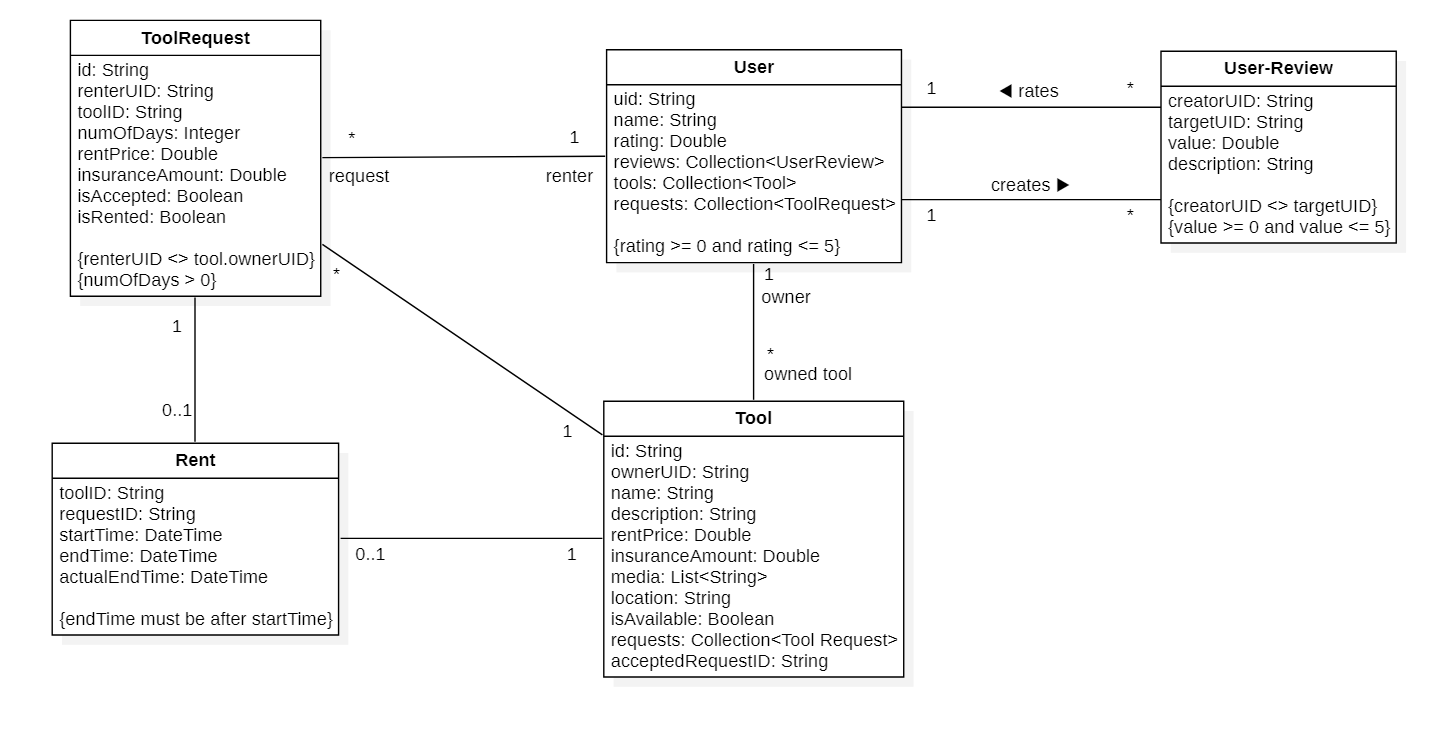 ToolRequest
id: String
renterUID: String
toolID: String
numOfDays: Integer
rentPrice: Double
insuranceAmount: Double
isAccepted: Boolean
isRented: Boolean
{renterUID <> tool.ownerUID}
{numOfDays > 0}
*
request
1
renter
User
uid: String
name: String
rating: Double
reviews: Collection<UserReview>
tools: Collection<Tool>
requests: Collection<ToolRequest>
{rating >= 0 and rating <= 5}
1
◀ rates
*
creates ▶
1
*
User-Review
creatorUID: String
targetUID: String
value: Double
description: String
{creatorUID <> targetUID}
{value >= 0 and value <= 5}
*
1
1
0..1
1
owner
*
owned tool
Rent
toolID: String
requestID: String
startTime: DateTime
endTime: DateTime
actualEndTime: DateTime
{endTime must be after startTime}
0..1
1
Tool
id: String
ownerUID: String
name: String
description: String
rentPrice: Double
insuranceAmount: Double
media: List<String>
location: String
isAvailable: Boolean
requests: Collection<Tool Request>
acceptedRequestID: String